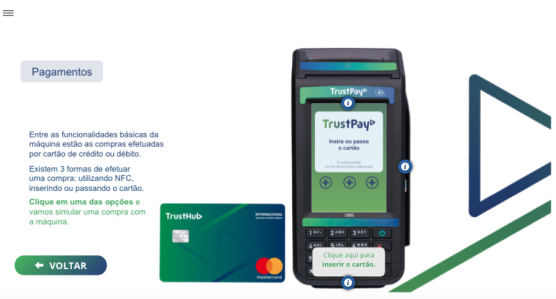 Pagamentos
Entre as funcionalidades básicas da
máquina estão as compras efetuadas
por cartão de crédito ou débito.
Existem 3 formas de efetuar
uma compra: utilizando NFC,
inserindo ou passando o cartão.
Clique em uma das opções e
vamos simular uma compra com
a máquina.
VOLTAR
TrustHub
INTERNACIONAL
mastercard
TrustPay
TrustPay
Insira ou passe
o cartão
Clique aqui para
inserir o cartão.